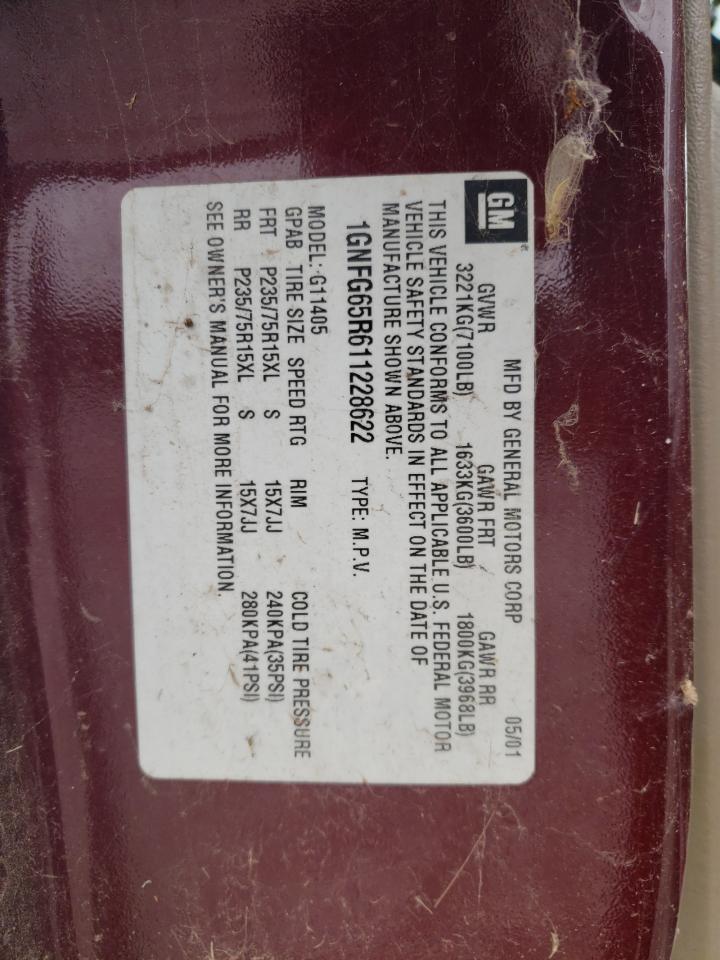 GM
MFD BY GENERAL MOTORS CORP 05/01
GVWR GAWR FRT GAWR RR
3221KG(7100LB) 1633KG(3600LB) 1800KG(3968LB)
THIS VEHICLE CONFORMS TO ALL APPLICABLE U.S. FEDERAL MOTOR
VEHICLE SAFETY STANDARDS IN EFFECT ON THE DATE OF
MANUFACTURE SHOWN ABOVE.
1GNFG65R611228622 TYPE: M.P.V.
MODEL: G11405
GPAB TIRE SIZE SPEED RTG RIM COLD TIRE PRESSURE
FRT P235/75R15XL S 15X7JJ 240KPA(35PSI)
RR P235/75R15XL S 15X7JJ 280KPA(41PSI)
SEE OWNER'S MANUAL FOR MORE INFORMATION.